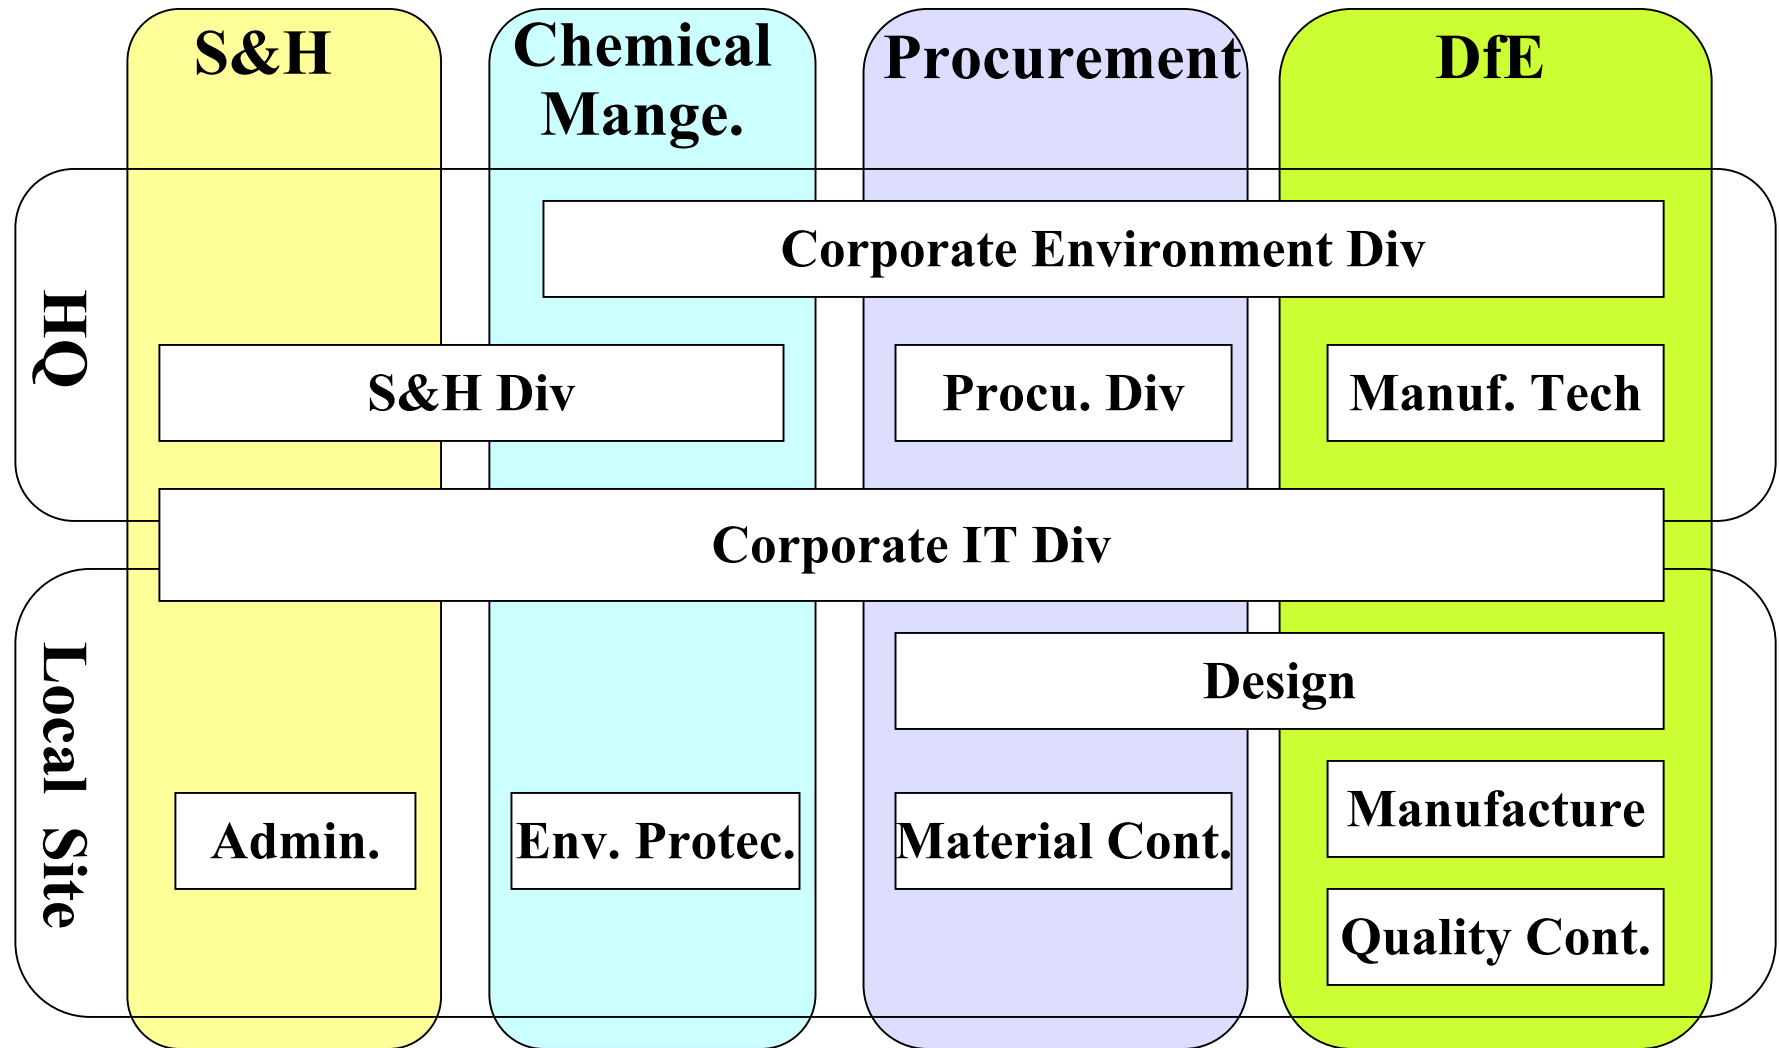 S&H
Chemical
Mange.
Procurement
DfE
HQ
Corporate Environment Div
S&H Div
Procu. Div
Manuf. Tech
Corporate IT Div
Local Site
Design
Admin.
Env. Protec.
Material Cont.
Manufacture
Quality Cont.